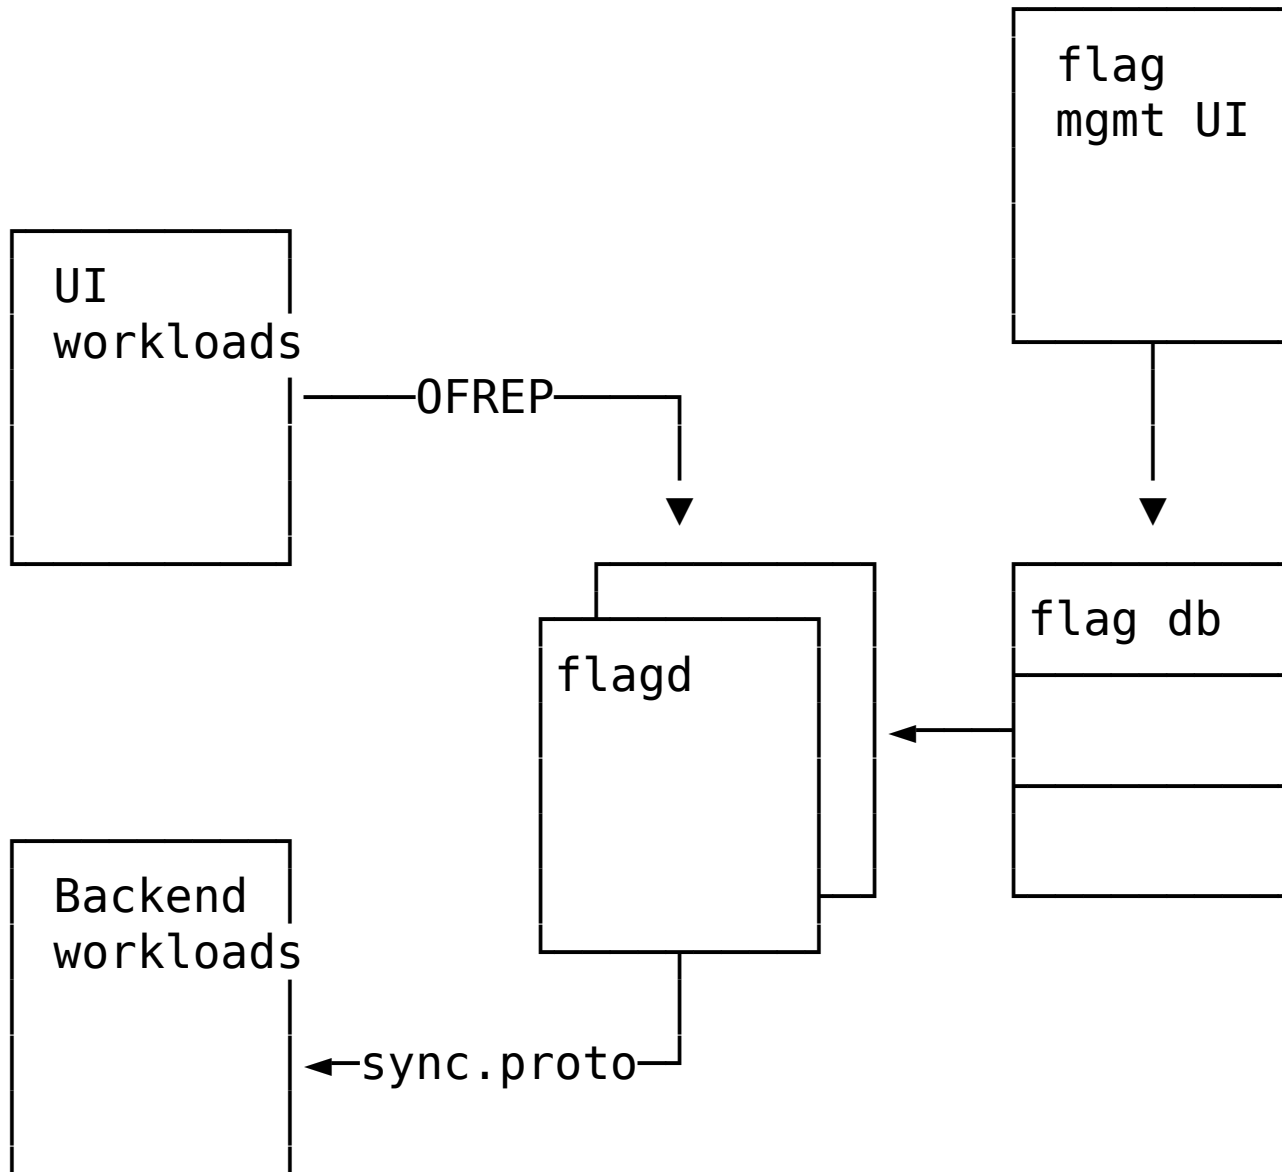 flag
mgmt UI
UI
workloads
OFREP
flag db
flagd
Backend
workloads
sync.proto